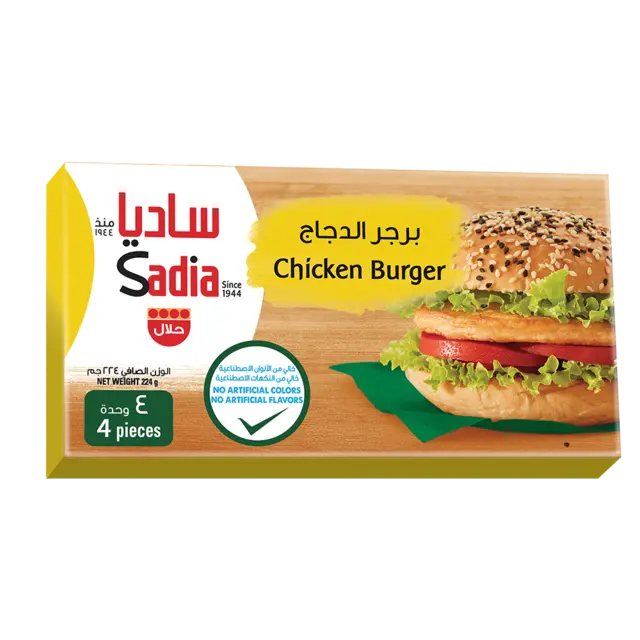 ساديا
منذ
١٩٤٤
Sadia
Since
1944
حلال
برجر الدجاج
Chicken Burger
الوزن الصافي ٢٢٤ جم
NET WEIGHT 224 g
٤ وحدة
4 pieces
خالي من الألوان الاصطناعية
خالي من النكهات الاصطناعية
NO ARTIFICIAL COLORS
NO ARTIFICIAL FLAVORS